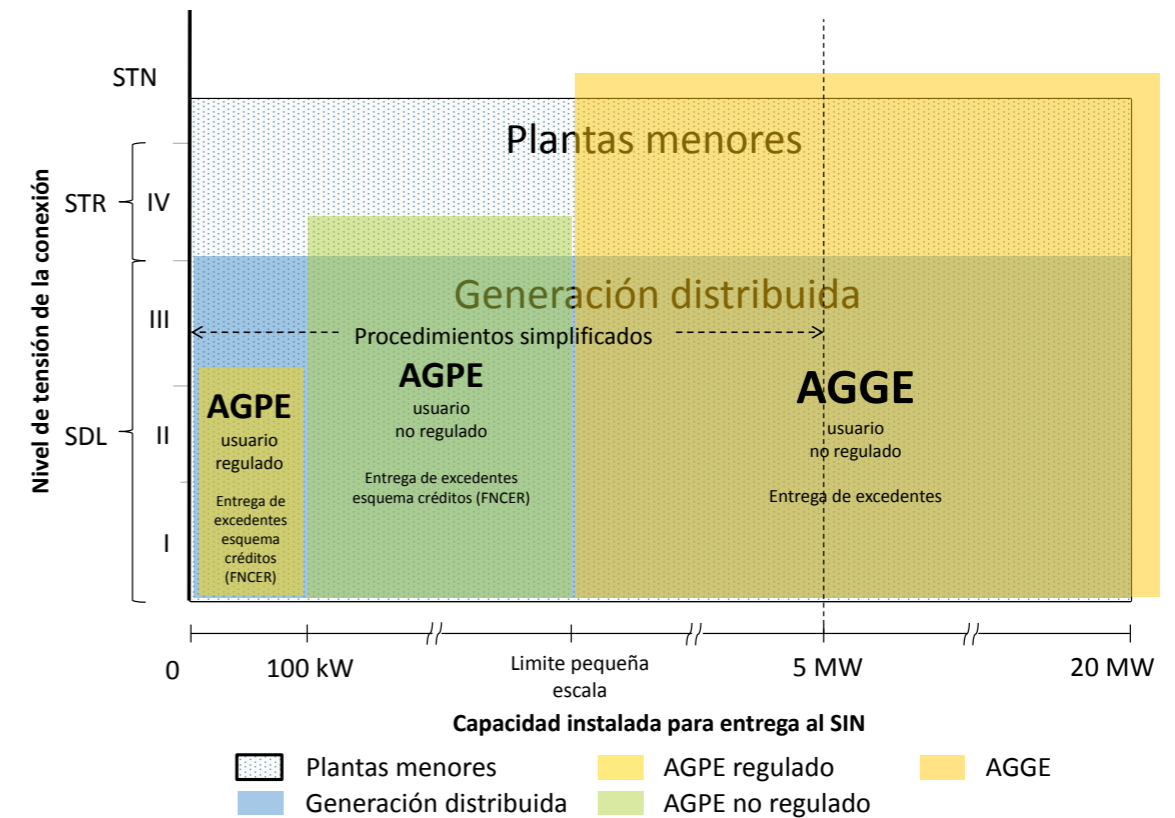 Nivel de tensión de la conexión
STN
STR
IV
SDL
III
II
I
Plantas menores
Generación distribuida
Procedimientos simplificados
AGPE
usuario
regulado
Entrega de
excedentes
esquema
créditos
(FNCER)
AGPE
usuario
no regulado
Entrega de excedentes
esquema créditos (FNCER)
AGGE
usuario
no regulado
Entrega de excedentes
0
100 kW
Limite pequeña
escala
5 MW
20 MW
Capacidad instalada para entrega al SIN
Plantas menores
AGPE regulado
AGGE
Generación distribuida
AGPE no regulado